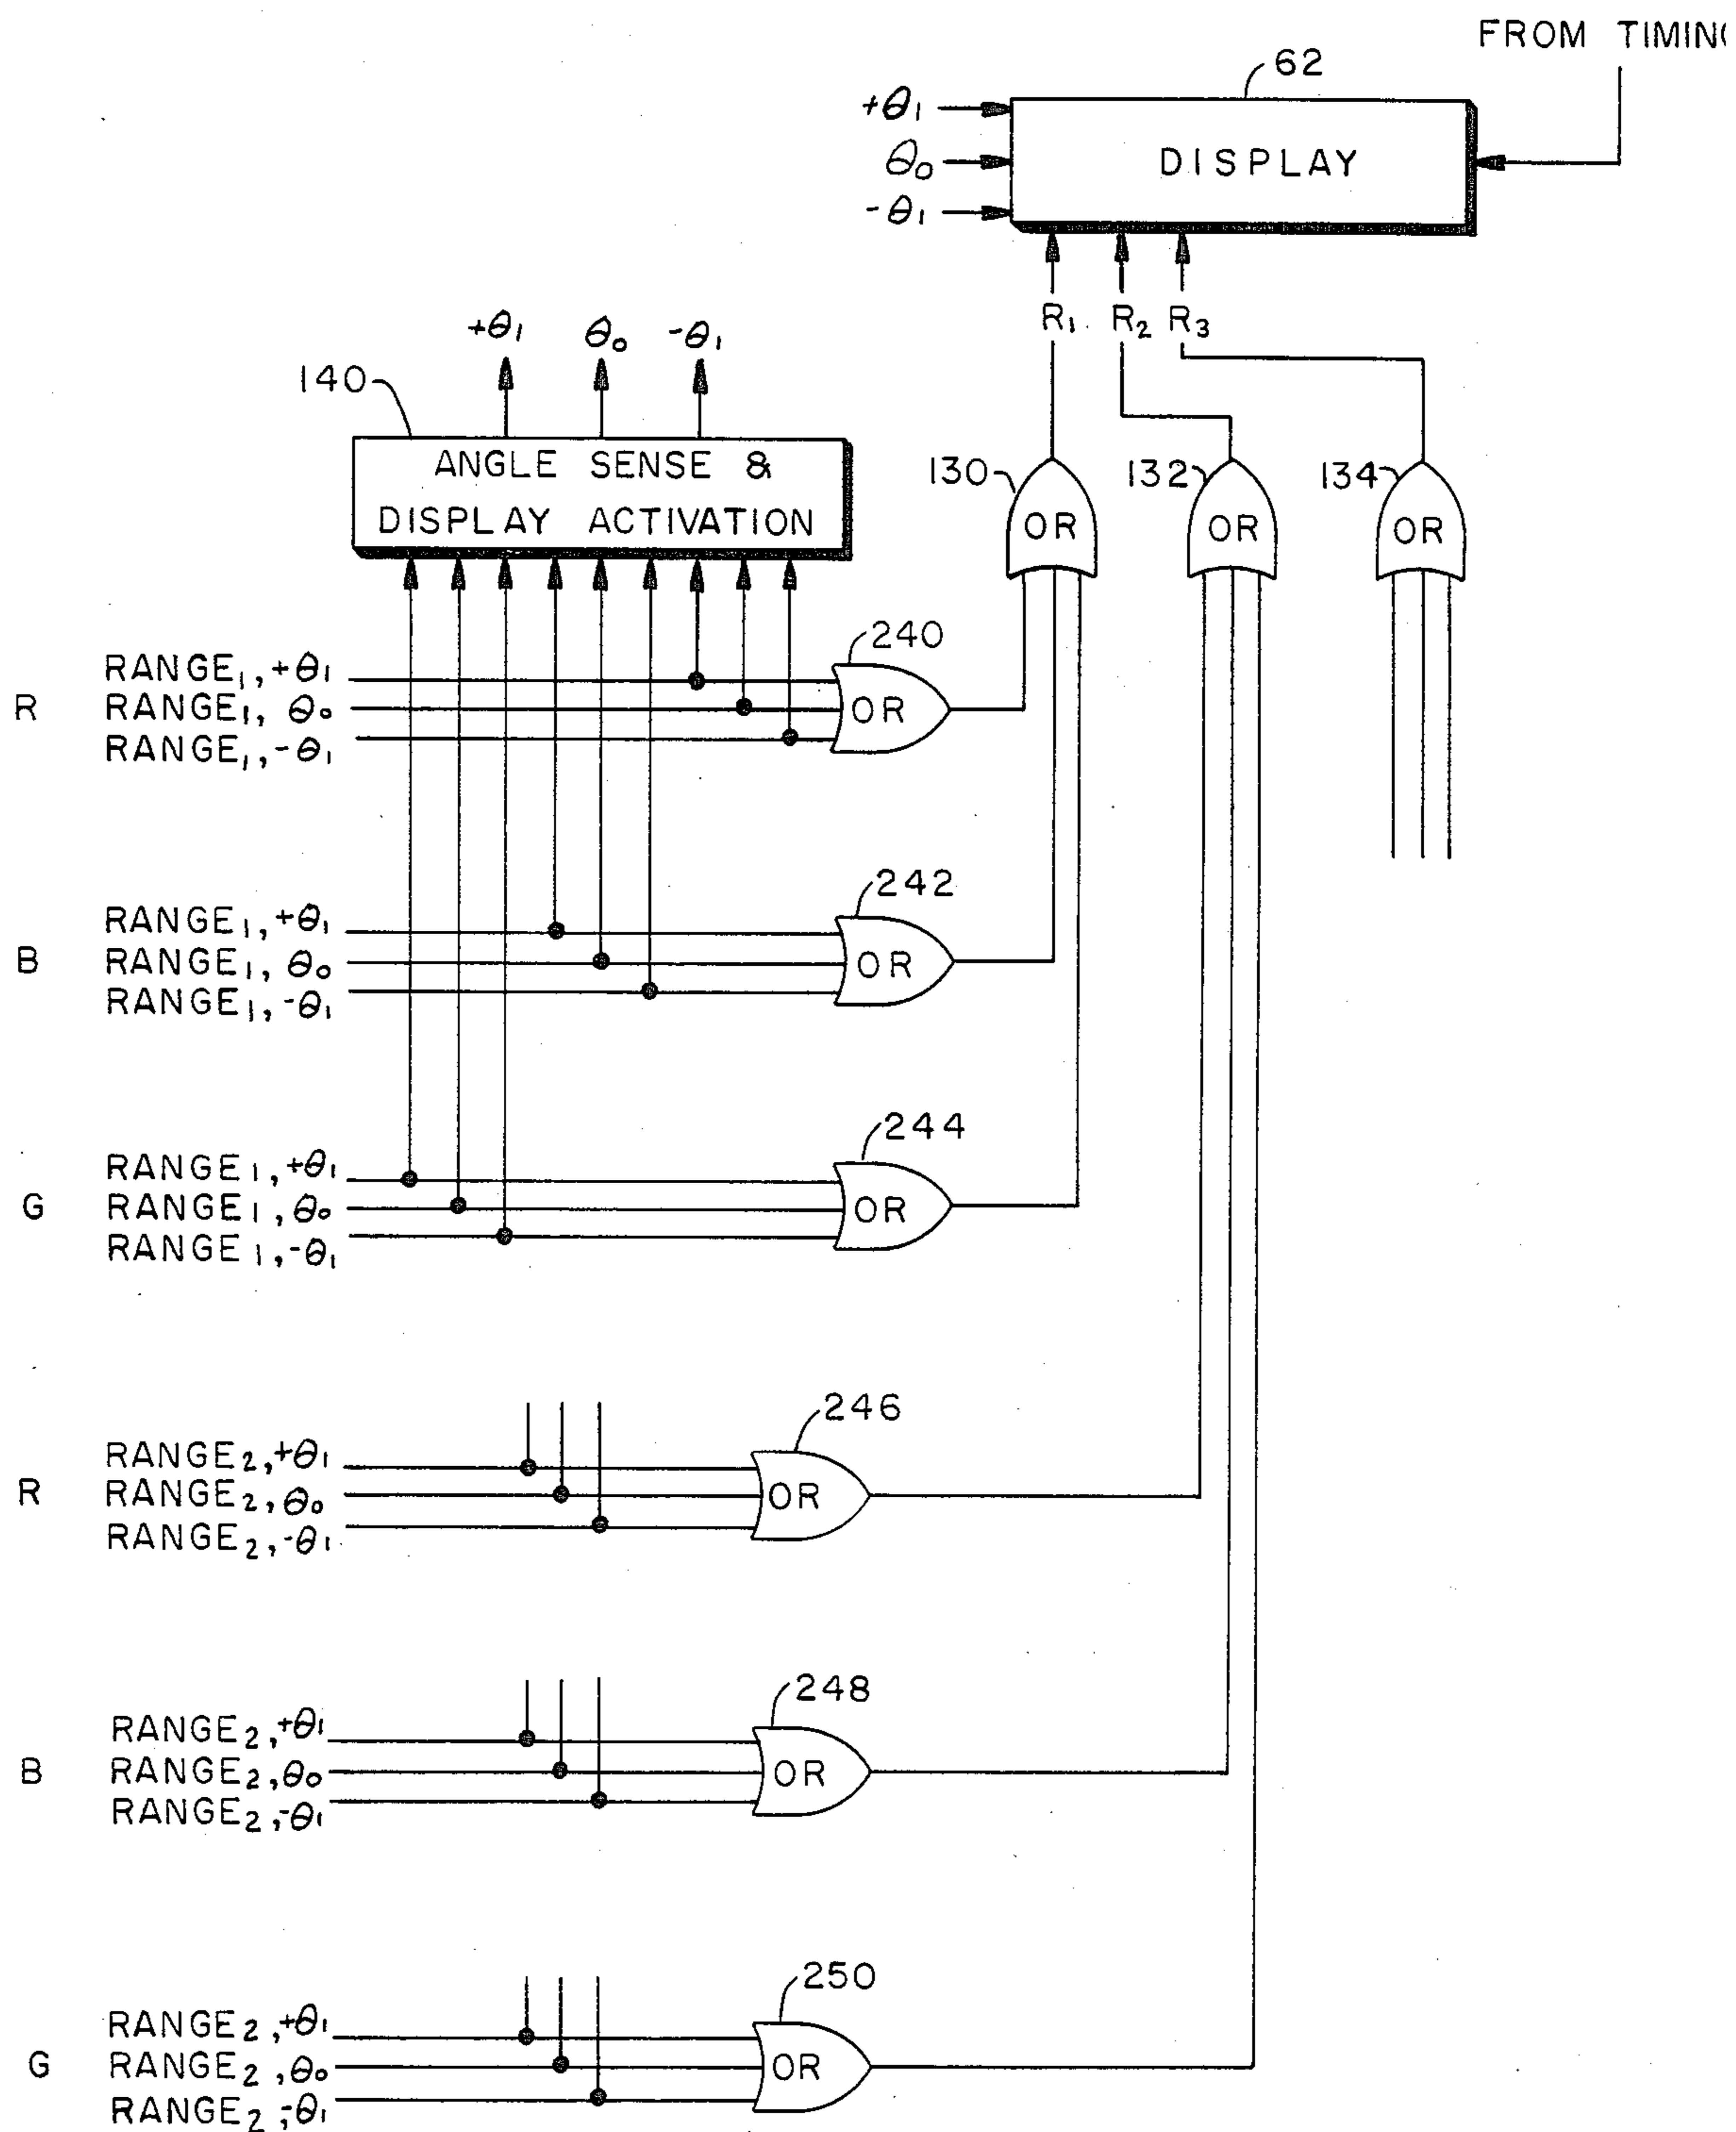 FROM TIMIN
62
+θ1
DISPLAY
θ0
-θ1
R1 R2 R3
+θ1 θ0 -θ1
140
ANGLE SENSE &
DISPLAY ACTIVATION
130 132 134
OR OR OR
240
RANGE1, +θ1
R RANGE1, θ0 OR
RANGE1, -θ1
242
RANGE1, +θ1
B RANGE1, θ0 OR
RANGE1, -θ1
244
RANGE1, +θ1
G RANGE1, θ0 OR
RANGE1, -θ1
246
RANGE2, +θ1
R RANGE2, θ0 OR
RANGE2, -θ1
248
RANGE2, +θ1
B RANGE2, θ0 OR
RANGE2, -θ1
250
RANGE2, +θ1
G RANGE2, θ0 OR
RANGE2, -θ1